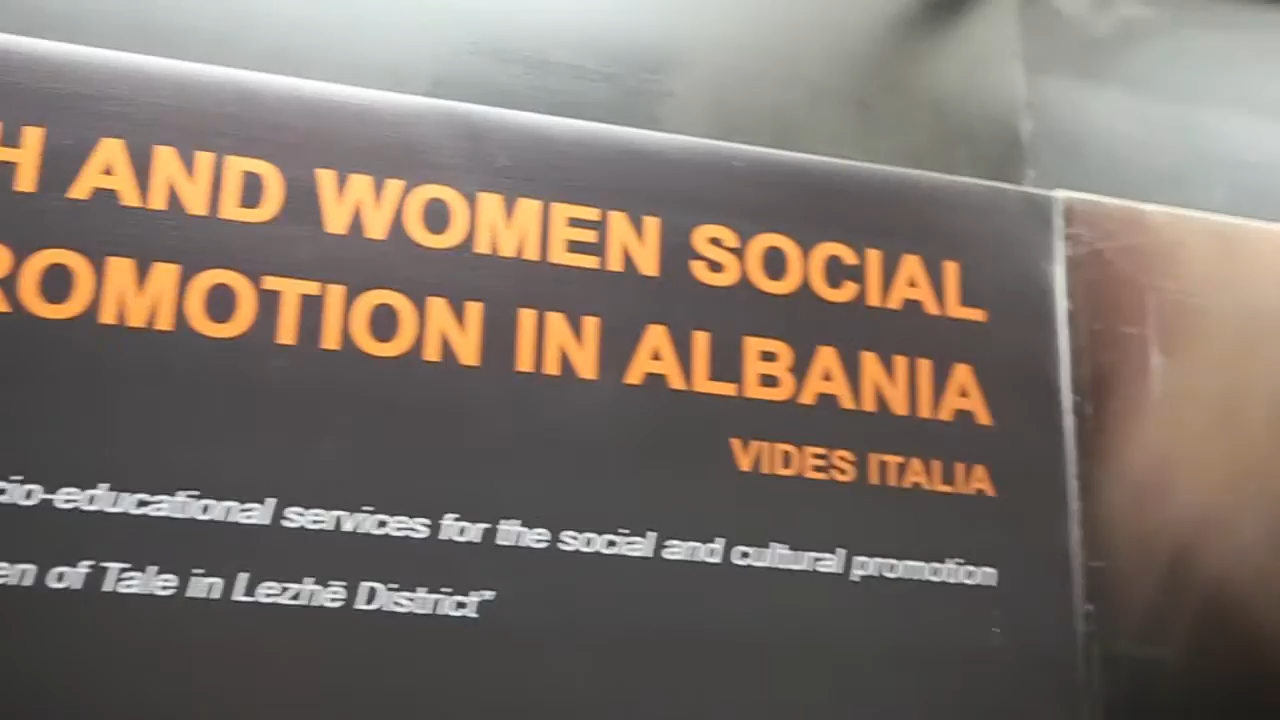 H AND WOMEN SOCIAL
ROMOTION IN ALBANIA
VIDES ITALIA
cio-educational services for the social and cultural promotion
en of Tale in Lezhë District"